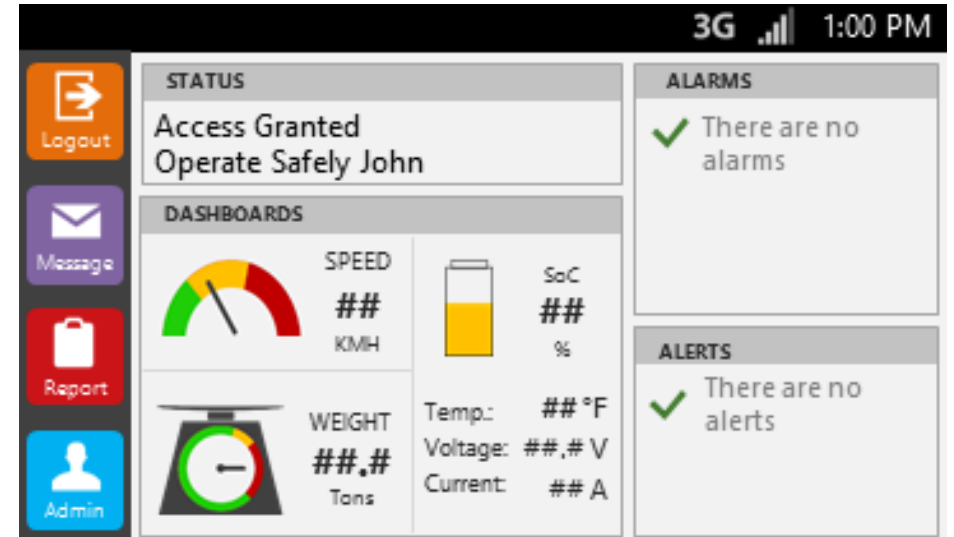 3G 1:00 PM
Logout
Message
Report
Admin
STATUS
Access Granted
Operate Safely John
DASHBOARDS
SPEED
##
KMH
WEIGHT
##.#
Tons
SoC
##
%
Temp.: ## °F
Voltage: ##.# V
Current: ## A
ALARMS
There are no
alarms
ALERTS
There are no
alerts